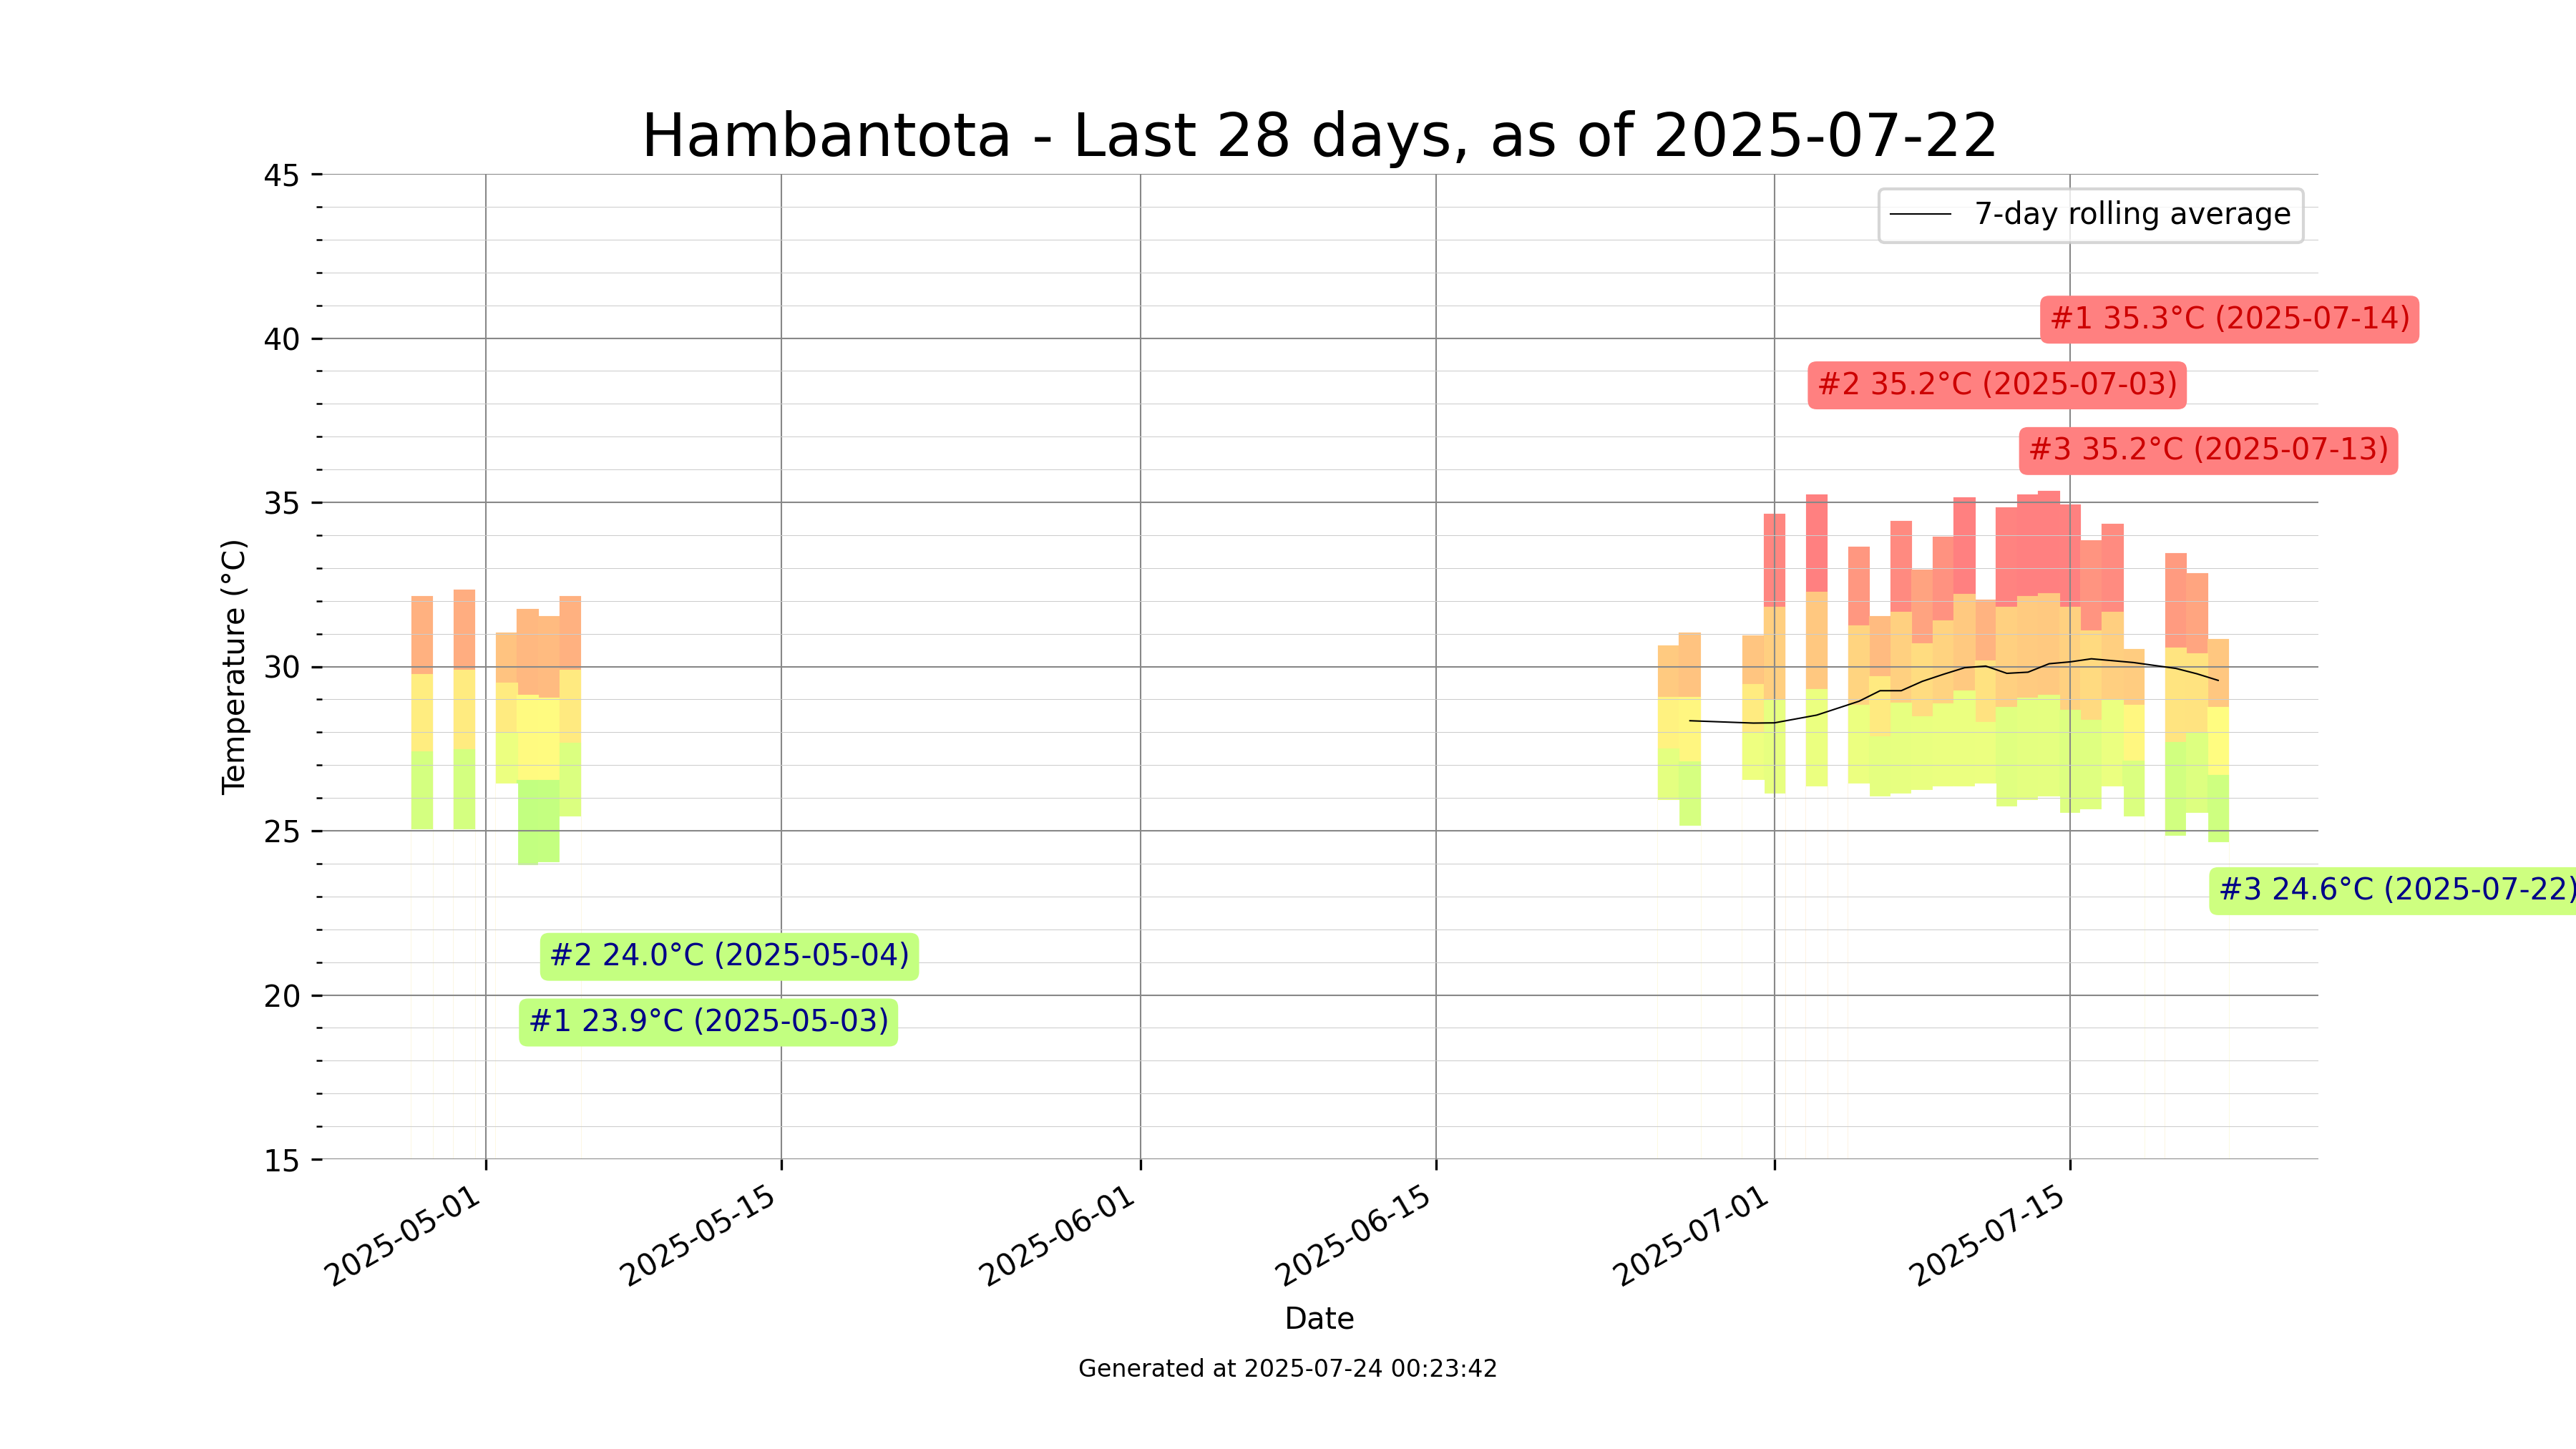 Hambantota - Last 28 days, as of 2025-07-22
45
7-day rolling average
#1 35.3°C (2025-07-14)
40
#2 35.2°C (2025-07-03)
#3 35.2°C (2025-07-13)
35
Temperature (°C)
30
25
#3 24.6°C (2025-07-22)
#2 24.0°C (2025-05-04)
20
#1 23.9°C (2025-05-03)
15
2025-05-01
2025-05-15
2025-06-01
2025-06-15
2025-07-01
2025-07-15
Date
Generated at 2025-07-24 00:23:42